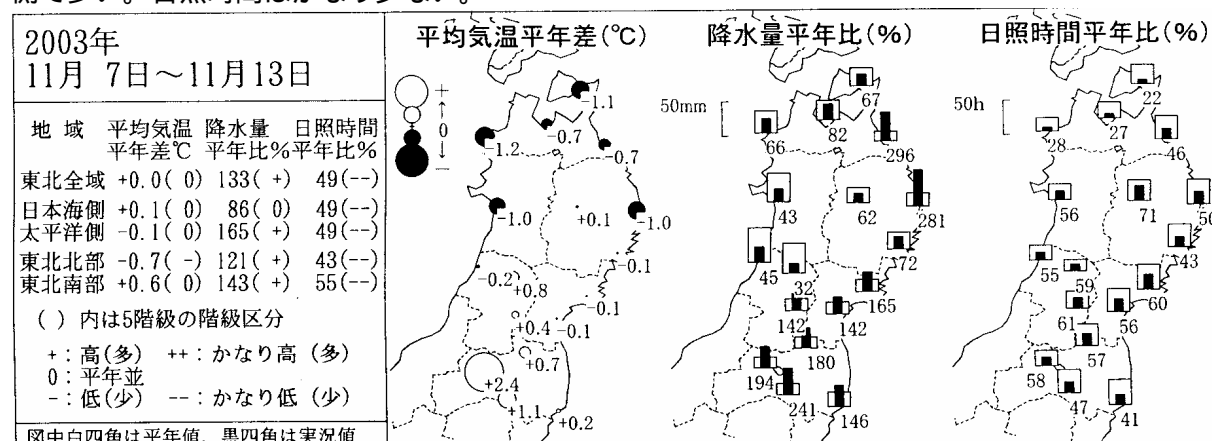 2003年
11月 7日～11月13日
地 域 平均気温 降水量 日照時間
平年差℃ 平年比% 平年比%
東北全域 +0.0( 0) 133( +) 49(--)
日本海側 +0.1( 0) 86( 0) 49(--)
太平洋側 -0.1( 0) 165( +) 49(--)
東北北部 -0.7( -) 121( +) 43(--)
東北南部 +0.6( 0) 143( +) 55(--)
( ) 内は5階級の階級区分
+：高(多) ++：かなり高 (多)
0：平年並
-：低(少) --：かなり低 (少)
図中白四角は平年値、黒四角は実況値
平均気温平年差(℃)
+
↑
0
↓
-
-1.1
-0.7
-1.2
-0.7
-1.0
+0.1
-1.0
-0.1
-0.2
+0.8
-0.1
+0.4
-0.1
+0.7
+2.4
+1.1
+0.2
降水量平年比(%)
50mm
67
82
66
296
43
62
281
72
45
32
165
142
142
180
194
241
146
日照時間平年比(%)
50h
22
27
28
46
56
71
43
55
59
60
61
56
57
58
47
41